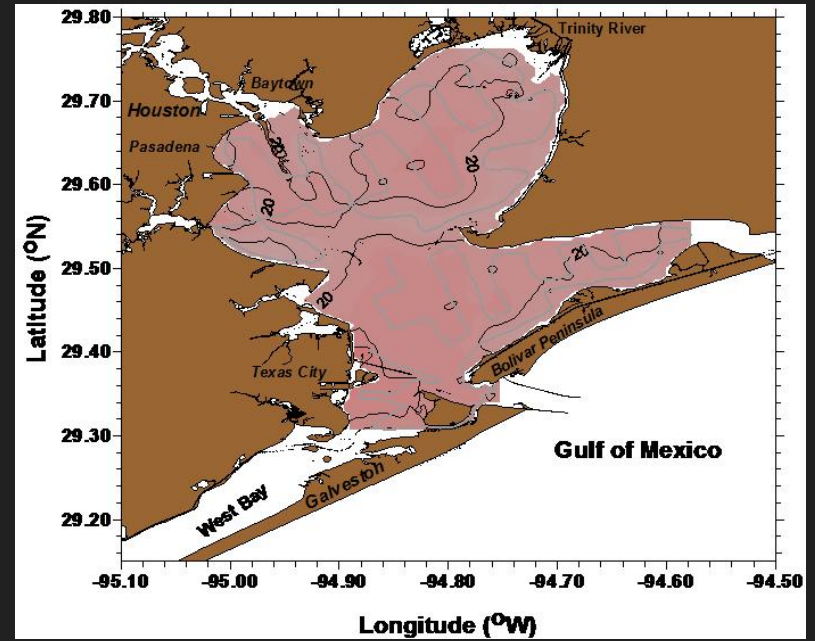 29.80
29.70
29.60
29.50
29.40
29.30
29.20
Latitude (ºN)
Trinity River
Baytown
Houston
Pasadena
20
20
20
20
20
Texas City
Bolivar Peninsula
Gulf of Mexico
Galveston
West Bay
-95.10 -95.00 -94.90 -94.80 -94.70 -94.60 -94.50
Longitude (ºW)